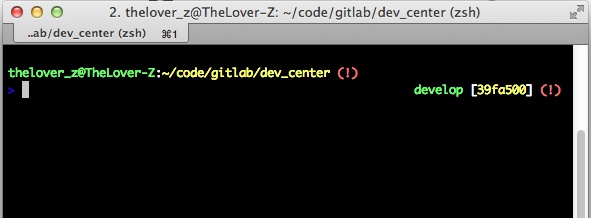 2. thelover_z@TheLover-Z: ~/code/gitlab/dev_center (zsh)
..ab/dev_center (zsh) ⌘1
thelover_z@TheLover-Z:~/code/gitlab/dev_center (!)
> develop [39fa500] (!)